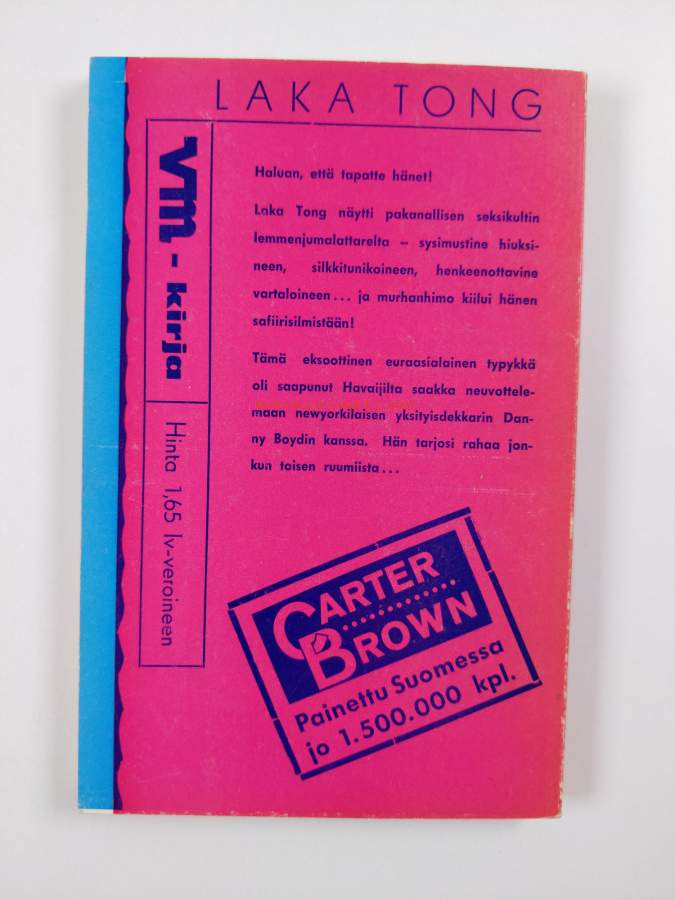 LAKA TONG
VM - kirja
Hinta 1,65 lv-veroineen
Haluan, että tapatte hänet!
Laka Tong näytti pakanallisen seksikultin
lemmenjumalattarelta – sysimustine hiuksi-
neen, silkkitunikoineen, henkeenottavine
vartaloineen... ja murhanhimo kiilui hänen
safiirisilmistään!
Tämä eksoottinen euraasialainen typykkä
oli saapunut Havaijilta saakka neuvottele-
maan newyorkilaisen yksityisdekkarin Dan-
ny Boydin kanssa. Hän tarjosi rahaa jon-
kun toisen ruumiista...
CARTER
BROWN
Painettu Suomessa
jo 1.500.000 kpl.